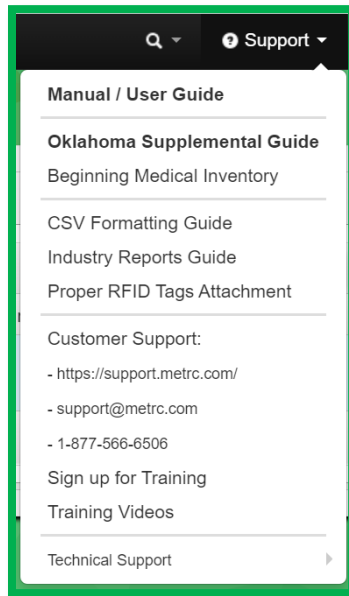 Support
Manual / User Guide
Oklahoma Supplemental Guide
Beginning Medical Inventory
CSV Formatting Guide
Industry Reports Guide
Proper RFID Tags Attachment
Customer Support:
- https://support.metrc.com/
- support@metrc.com
- 1-877-566-6506
Sign up for Training
Training Videos
Technical Support